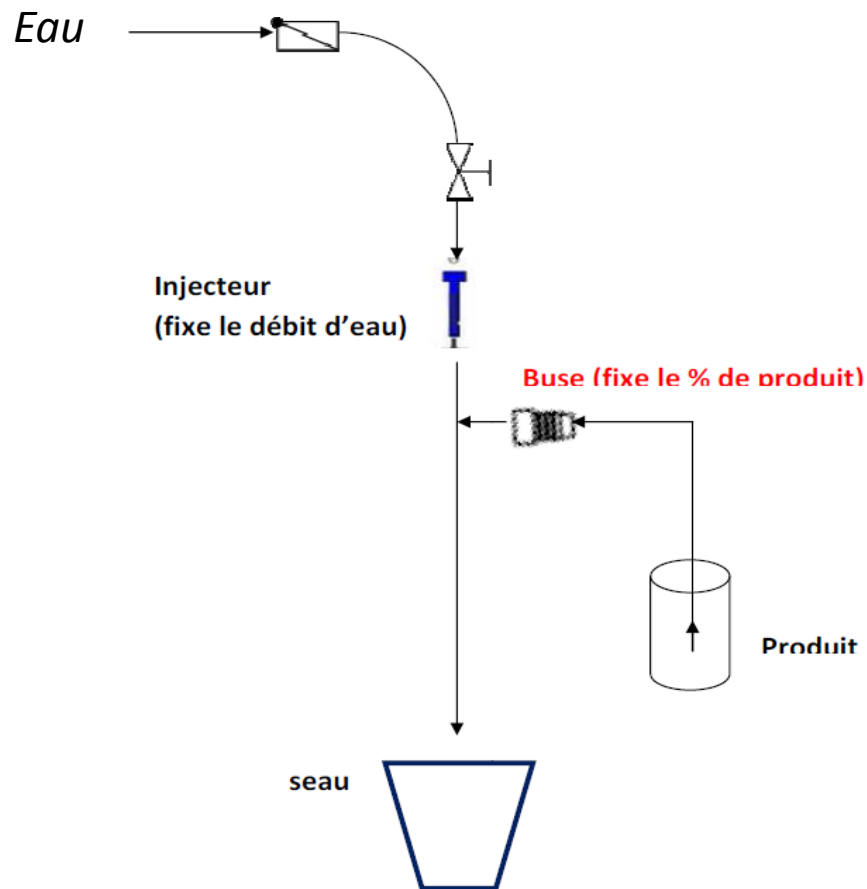 Eau
Injecteur
(fixe le débit d'eau)
Buse (fixe le % de produit)
Produit
seau